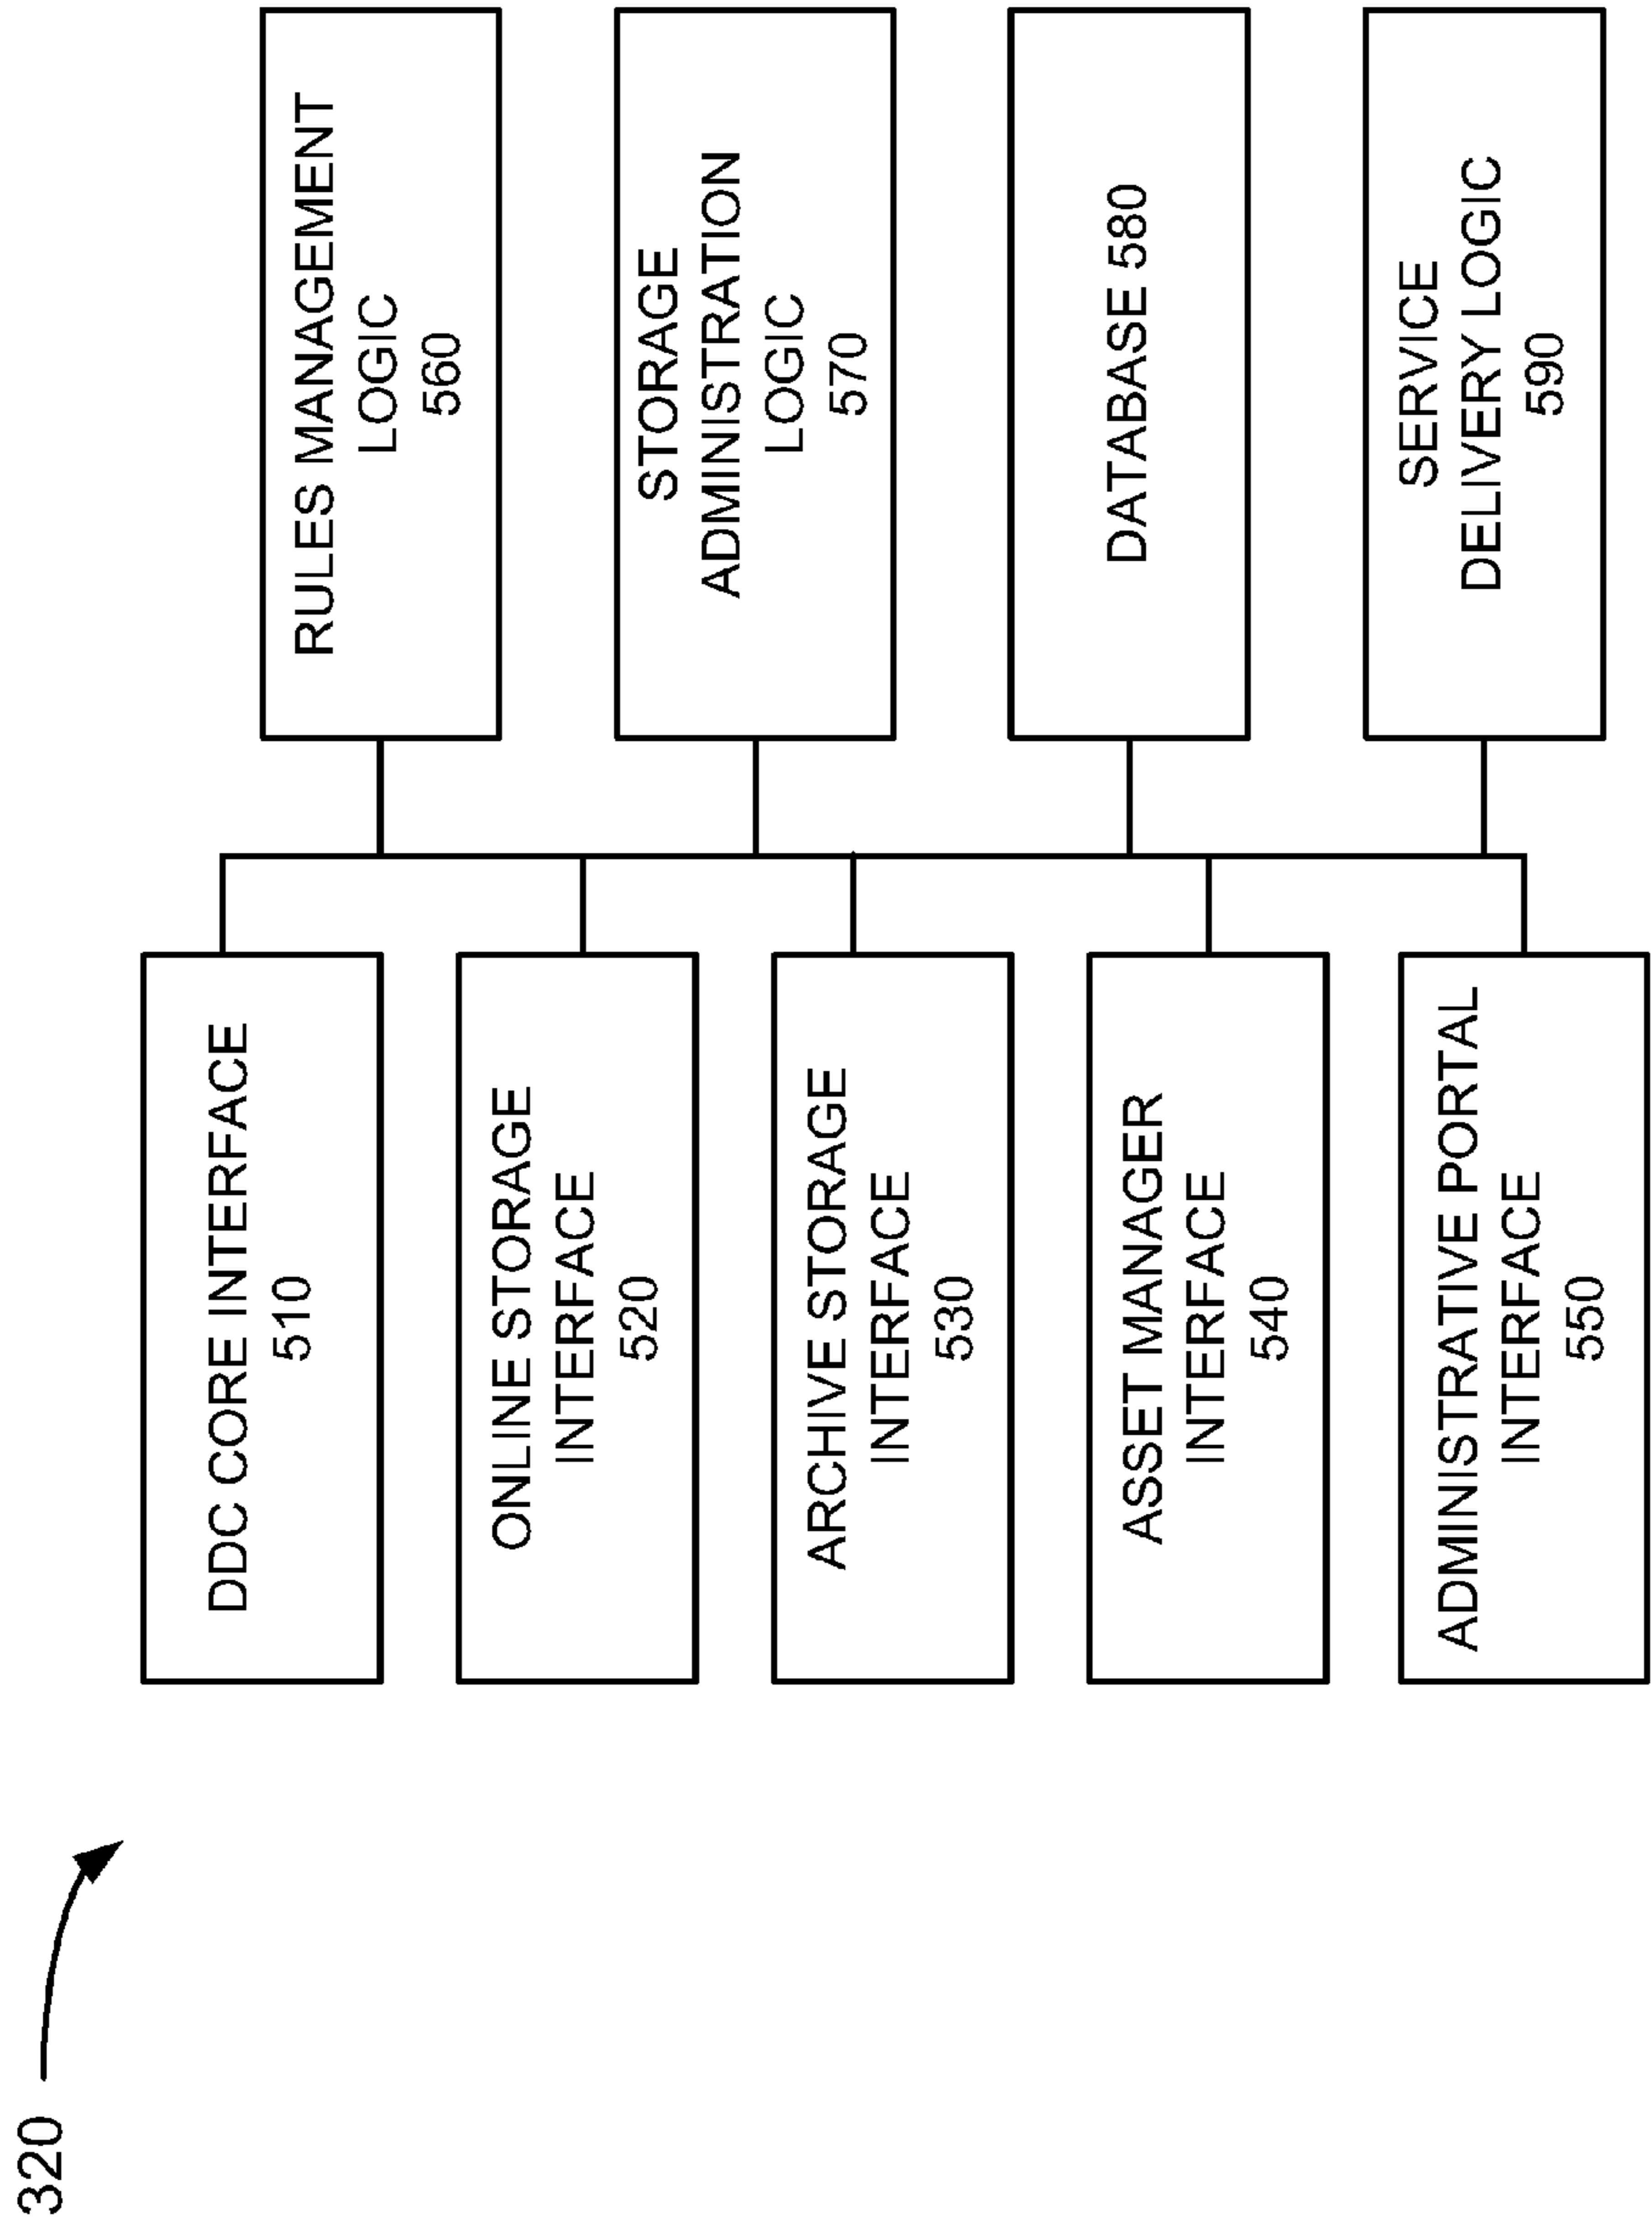 320
DDC CORE INTERFACE
510
ONLINE STORAGE
INTERFACE
520
ARCHIVE STORAGE
INTERFACE
530
ASSET MANAGER
INTERFACE
540
ADMINISTRATIVE PORTAL
INTERFACE
550
RULES MANAGEMENT
LOGIC
560
STORAGE
ADMINISTRATION
LOGIC
570
DATABASE 580
SERVICE
DELIVERY LOGIC
590